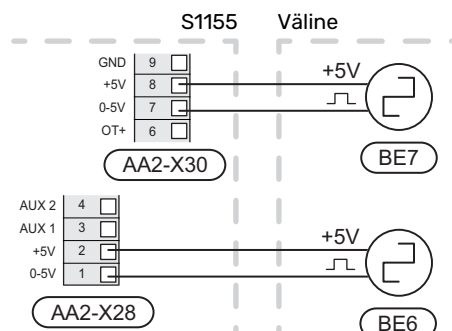 S1155 Väline
GND 9
+5V 8
0-5V 7
OT+ 6
+5V
BE7
AA2-X30
AUX 2 4
AUX 1 3
+5V 2
0-5V 1
+5V
BE6
AA2-X28